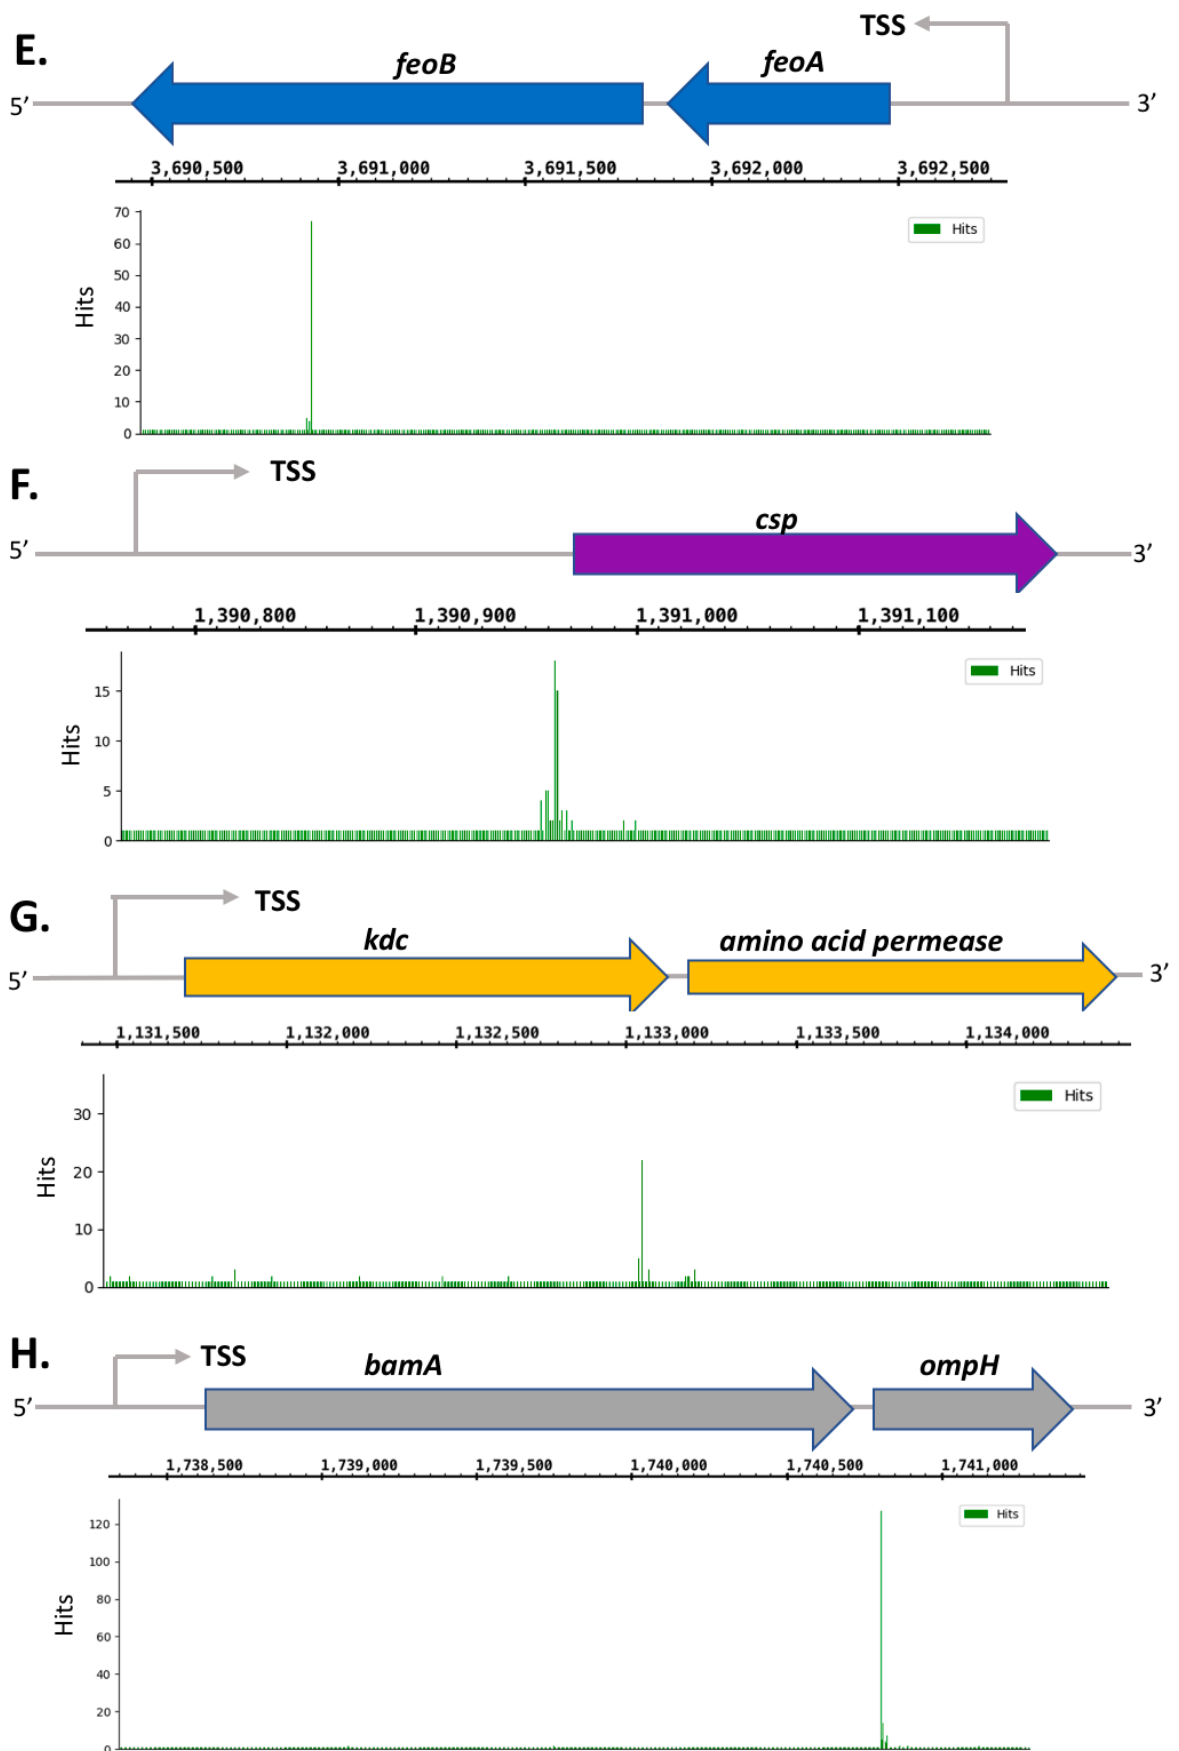 E.
TSS
feoB
feoA
5’
3’
3,690,500 3,691,000 3,691,500 3,692,000 3,692,500
70
60
50
40
30
20
10
0
Hits
Hits
F.
TSS
csp
5’
3’
1,390,800 1,390,900 1,391,000 1,391,100
15
10
5
0
Hits
Hits
G.
TSS
kdc
amino acid permease
5’
3’
1,131,500 1,132,000 1,132,500 1,133,000 1,133,500 1,134,000
30
20
10
0
Hits
Hits
H.
TSS
bamA
ompH
5’
3’
1,738,500 1,739,000 1,739,500 1,740,000 1,740,500 1,741,000
120
100
80
60
40
20
0
Hits
Hits